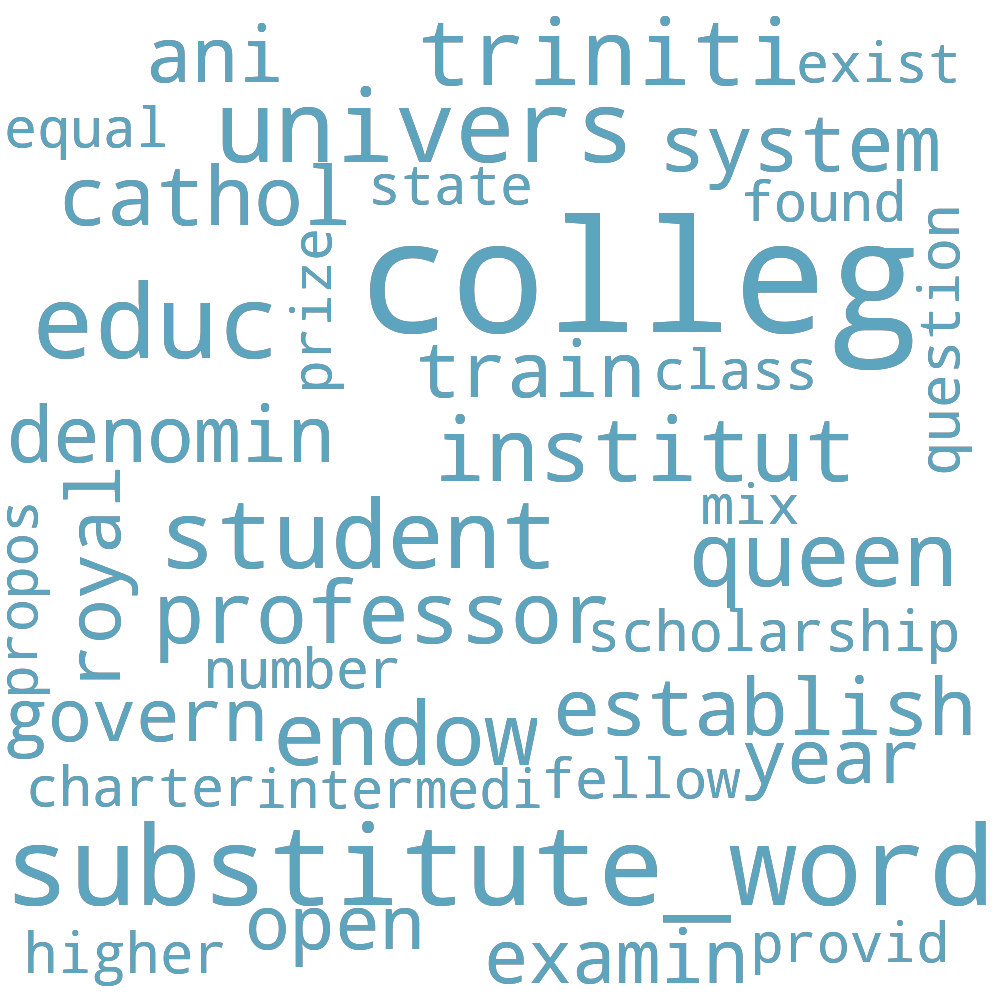 ani
triniti
exist
equal
univers
system
cathol
state
found
prize
colleg
question
educ
train
class
denomin
institut
mix
royal
propos
student
queen
professor
scholarship
number
govern
endow
establish
year
charter
intermedi
fellow
substitute_word
open
higher
examin
provid